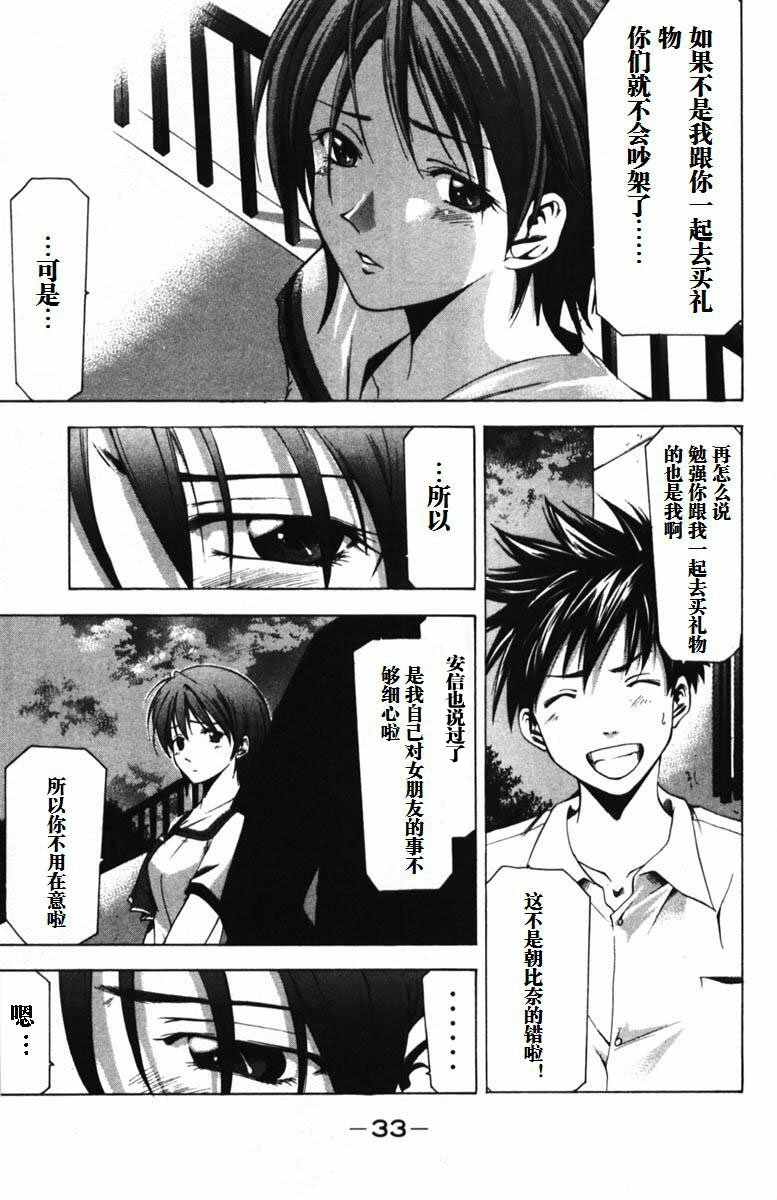 如果不是我跟你一起去买礼
物
你们就不会吵架了……
…可是…
再怎么说
勉强你跟我一起去买礼物
的也是我啊
这不是朝比奈的错啦！
…所以
安信也说过了
是我自己对女朋友的事不
够细心啦
所以你不用在意啦
……
嗯…
—33—